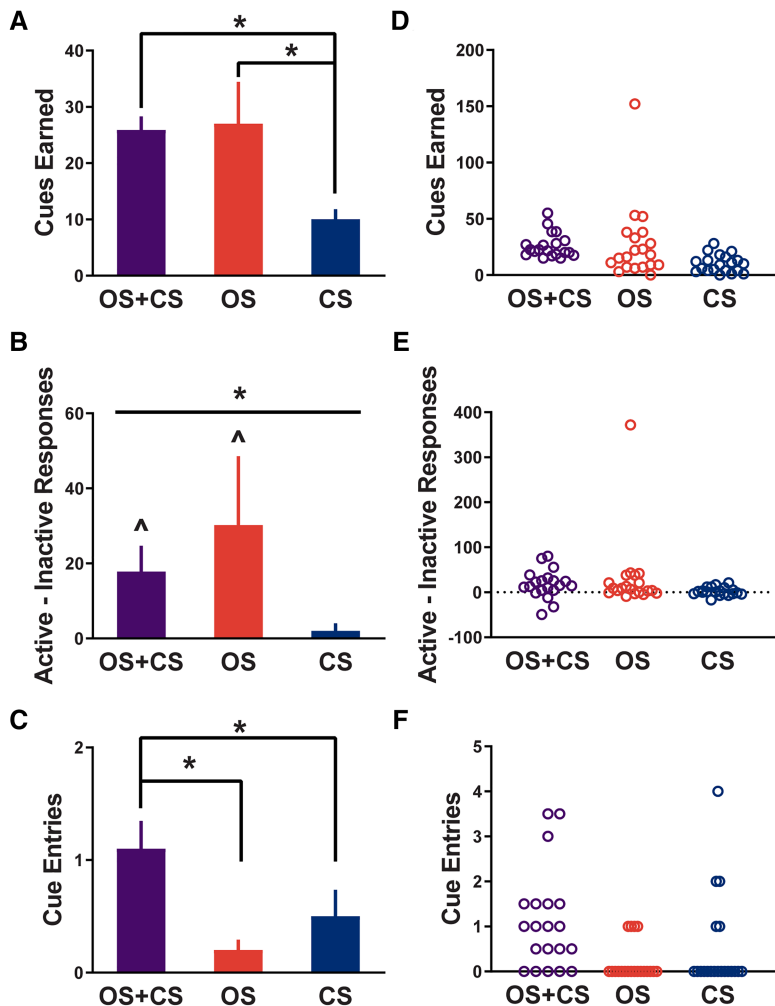 A
Cues Earned
40
30
20
10
0
*
*
OS+CS OS CS
D
Cues Earned
200
150
100
50
0
OS+CS OS CS
B
Active - Inactive Responses
60
40
20
0
*
^
^
OS+CS OS CS
E
Active - Inactive Responses
400
300
200
100
0
-100
OS+CS OS CS
C
Cue Entries
2
1
0
*
*
OS+CS OS CS
F
Cue Entries
5
4
3
2
1
0
OS+CS OS CS